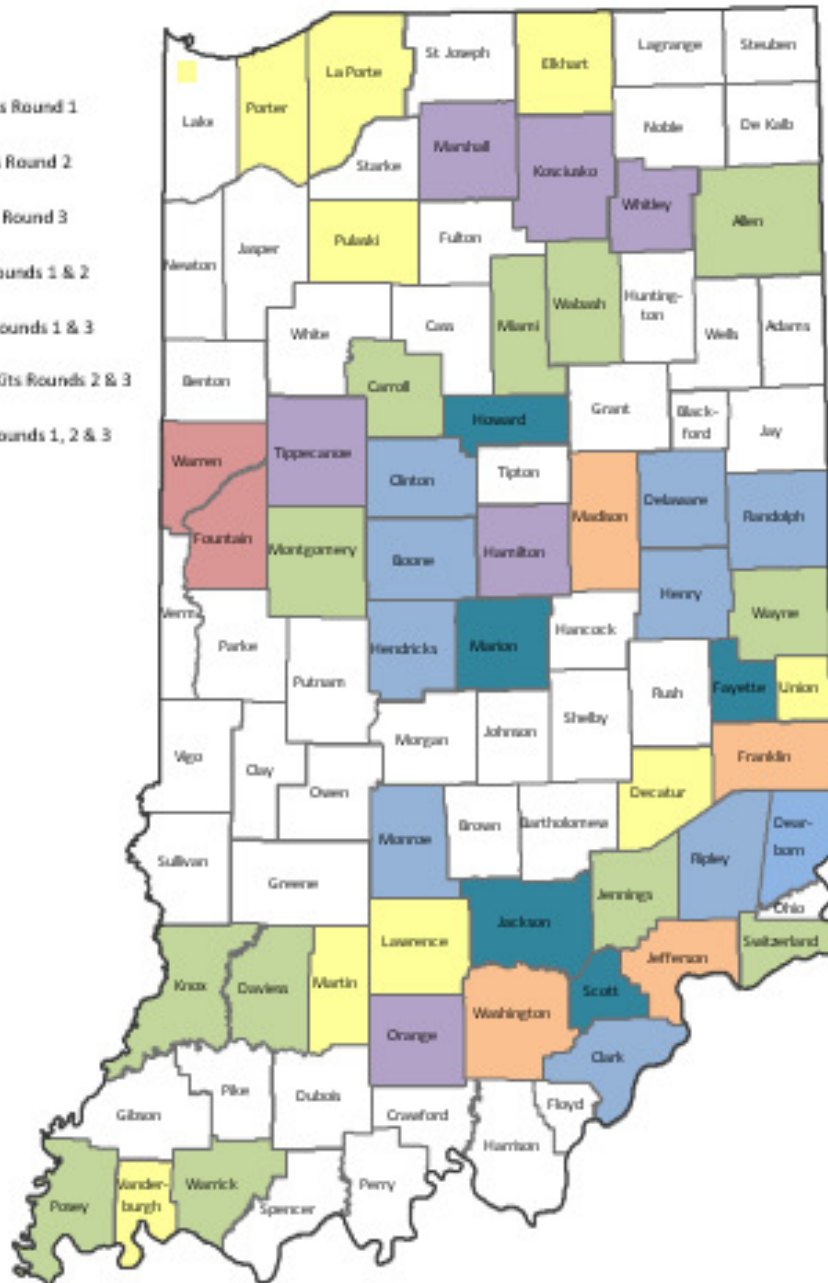 s Round 1
Round 2
Round 3
ounds 1 & 2
ounds 1 & 3
Kits Rounds 2 & 3
ounds 1, 2 & 3
St Joseph
Elkhart
Lagrange
Steuben
La Porte
Porter
Lake
Noble
De Kalb
Starke
Marshall
Kosciusko
Whitley
Allen
Newton
Jasper
Pulaski
Fulton
White
Cass
Miami
Wabash
Hunting-
ton
Wells
Adams
Benton
Carroll
Howard
Grant
Black-
ford
Jay
Warren
Tippecanoe
Clinton
Tipton
Madison
Delaware
Randolph
Fountain
Montgomery
Boone
Hamilton
Henry
Wayne
Verm
Parke
Putnam
Hendricks
Marion
Hancock
Rush
Fayette
Union
Vigo
Clay
Owen
Morgan
Johnson
Shelby
Franklin
Decatur
Sullivan
Greene
Monroe
Brown
Bartholomew
Ripley
Dear-
born
Ohio
Jennings
Jackson
Lawrence
Switzerland
Jefferson
Knox
Daviess
Martin
Scott
Washington
Orange
Clark
Gibson
Pike
Dubois
Crawford
Floyd
Harrison
Posey
Vander-
burgh
Warrick
Spencer
Perry